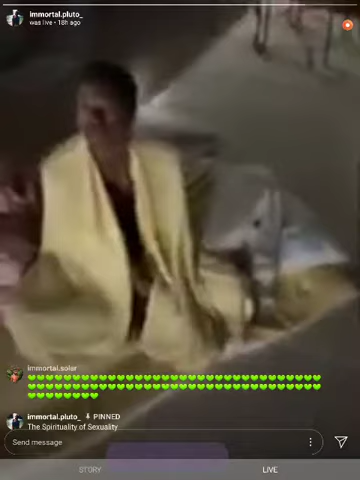 immortal.pluto_
was live • 18h ago
immortal.solar
immortal.pluto_ PINNED
The Spirituality of Sexuality
Send message
STORY LIVE